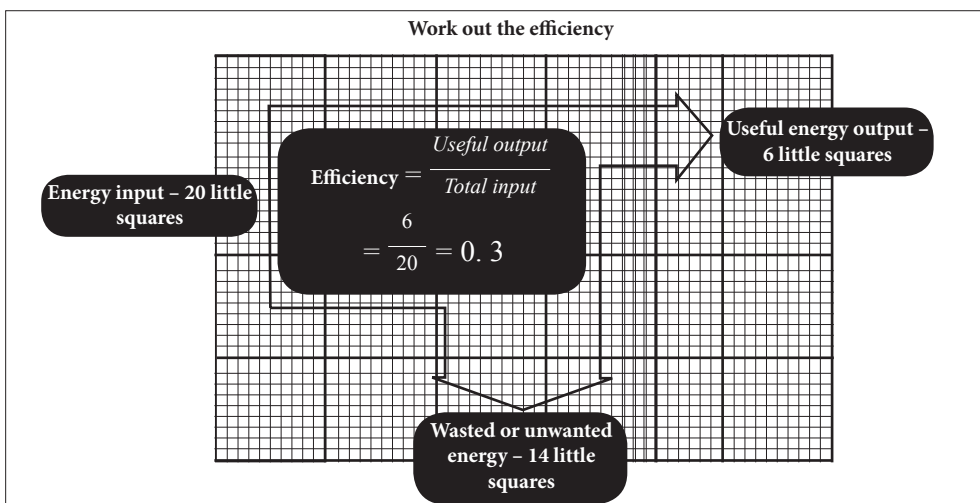 Work out the efficiency
Useful energy output –
6 little squares
Energy input – 20 little
squares
Efficiency = Useful output / Total input
= 6 / 20 = 0. 3
Wasted or unwanted
energy – 14 little
squares